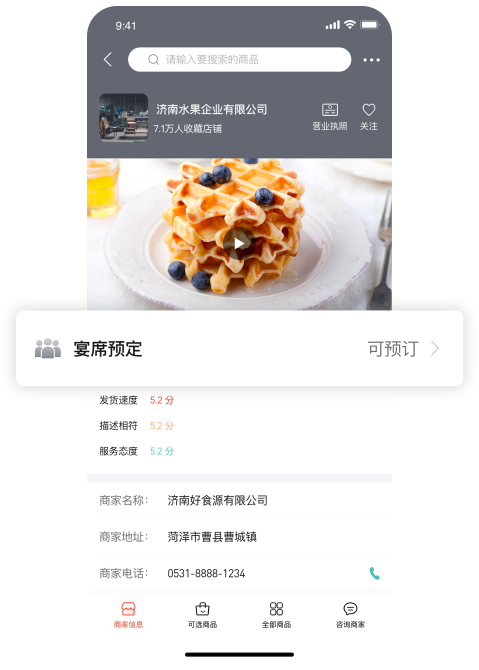 9:41
请输入要搜索的商品
济南水果企业有限公司
7.1万人收藏店铺
营业执照 关注
宴席预定 可预订
发货速度 5.2 分
描述相符 5.2 分
服务态度 5.2 分
商家名称： 济南好食源有限公司
商家地址： 菏泽市曹县曹城镇
商家电话： 0531-8888-1234
商家信息 可选商品 全部商品 咨询商家